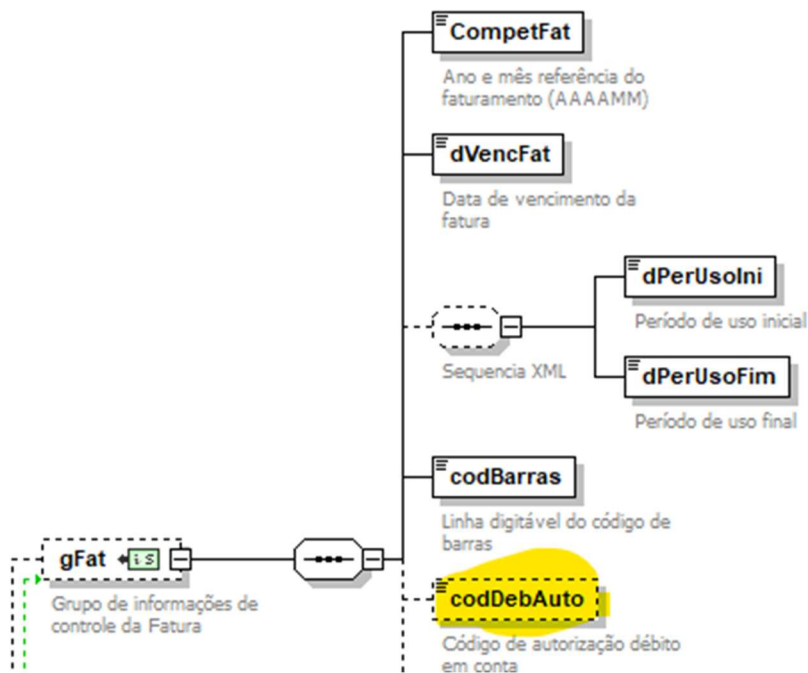 CompetFat
Ano e mês referência do
faturamento (AAAAMM)
dVencFat
Data de vencimento da
fatura
dPerUsoIni
Período de uso inicial
Sequencia XML
dPerUsoFim
Período de uso final
codBarras
Linha digitável do código de
barras
gFat is
Grupo de informações de
controle da Fatura
codDebAuto
Código de autorização débito
em conta